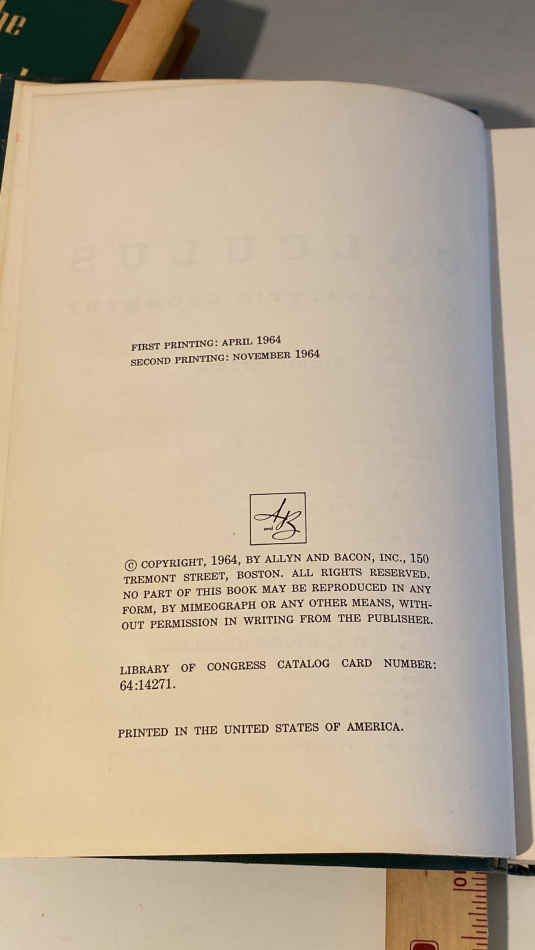 he
FIRST PRINTING: APRIL 1964
SECOND PRINTING: NOVEMBER 1964
A and B
© COPYRIGHT, 1964, BY ALLYN AND BACON, INC., 150
TREMONT STREET, BOSTON. ALL RIGHTS RESERVED.
NO PART OF THIS BOOK MAY BE REPRODUCED IN ANY
FORM, BY MIMEOGRAPH OR ANY OTHER MEANS, WITH-
OUT PERMISSION IN WRITING FROM THE PUBLISHER.
LIBRARY OF CONGRESS CATALOG CARD NUMBER:
64:14271.
PRINTED IN THE UNITED STATES OF AMERICA.
10